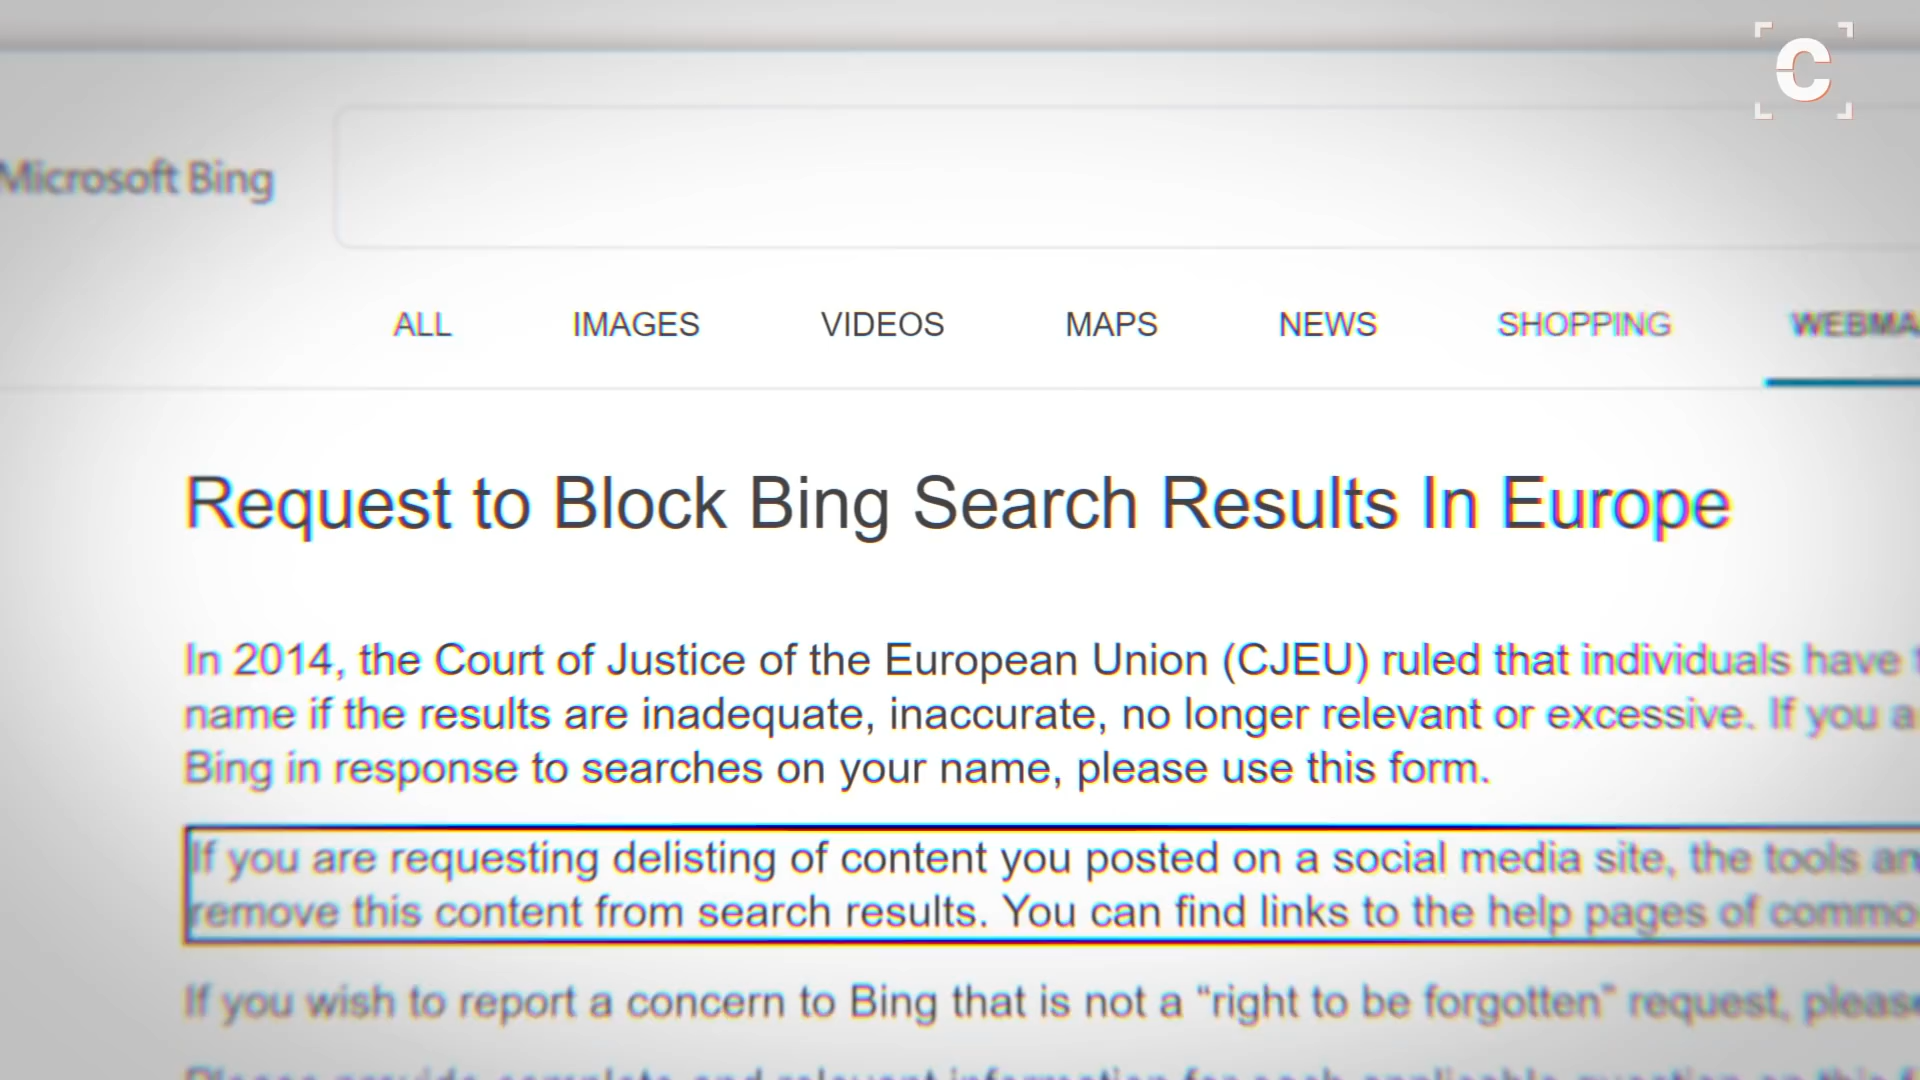 C
Microsoft Bing
ALL IMAGES VIDEOS MAPS NEWS SHOPPING
Request to Block Bing Search Results In Europe
In 2014, the Court of Justice of the European Union (CJEU) ruled that individuals have
name if the results are inadequate, inaccurate, no longer relevant or excessive. If you
Bing in response to searches on your name, please use this form.
If you are requesting delisting of content you posted on a social media site, the tools
remove this content from search results. You can find links to the help pages of
If you wish to report a concern to Bing that is not a “right to be forgotten” request, please